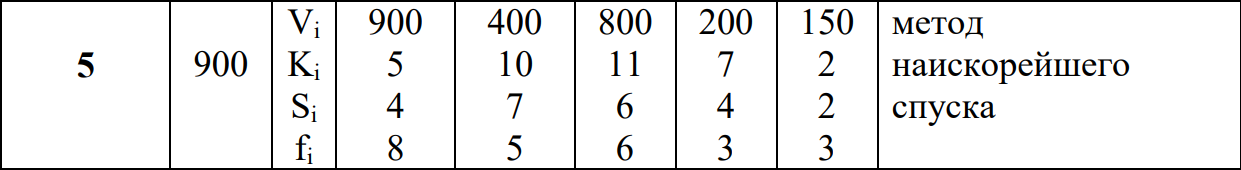 5 900 Vᵢ 900 400 800 200 150 метод
Kᵢ 5 10 11 7 2 наискорейшего
Sᵢ 4 7 6 4 2 спуска
fᵢ 8 5 6 3 3